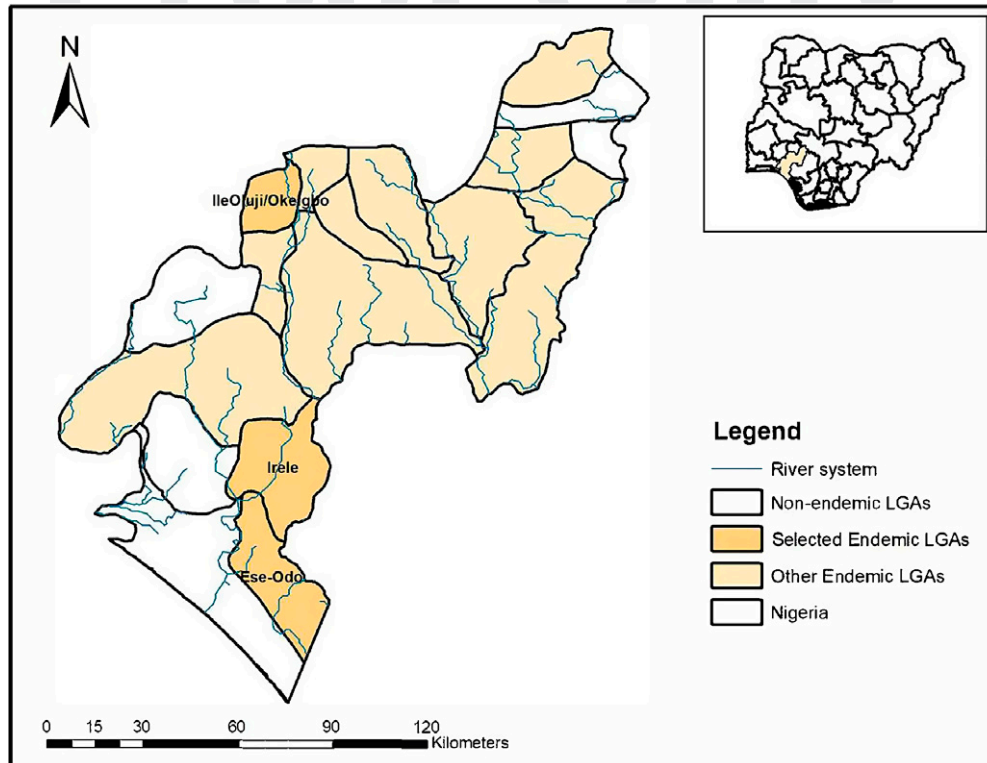 N
IleOluji/Okeigbo
Irele
Ese-Odo
Legend
River system
Non-endemic LGAs
Selected Endemic LGAs
Other Endemic LGAs
Nigeria
0 15 30 60 90 120
Kilometers